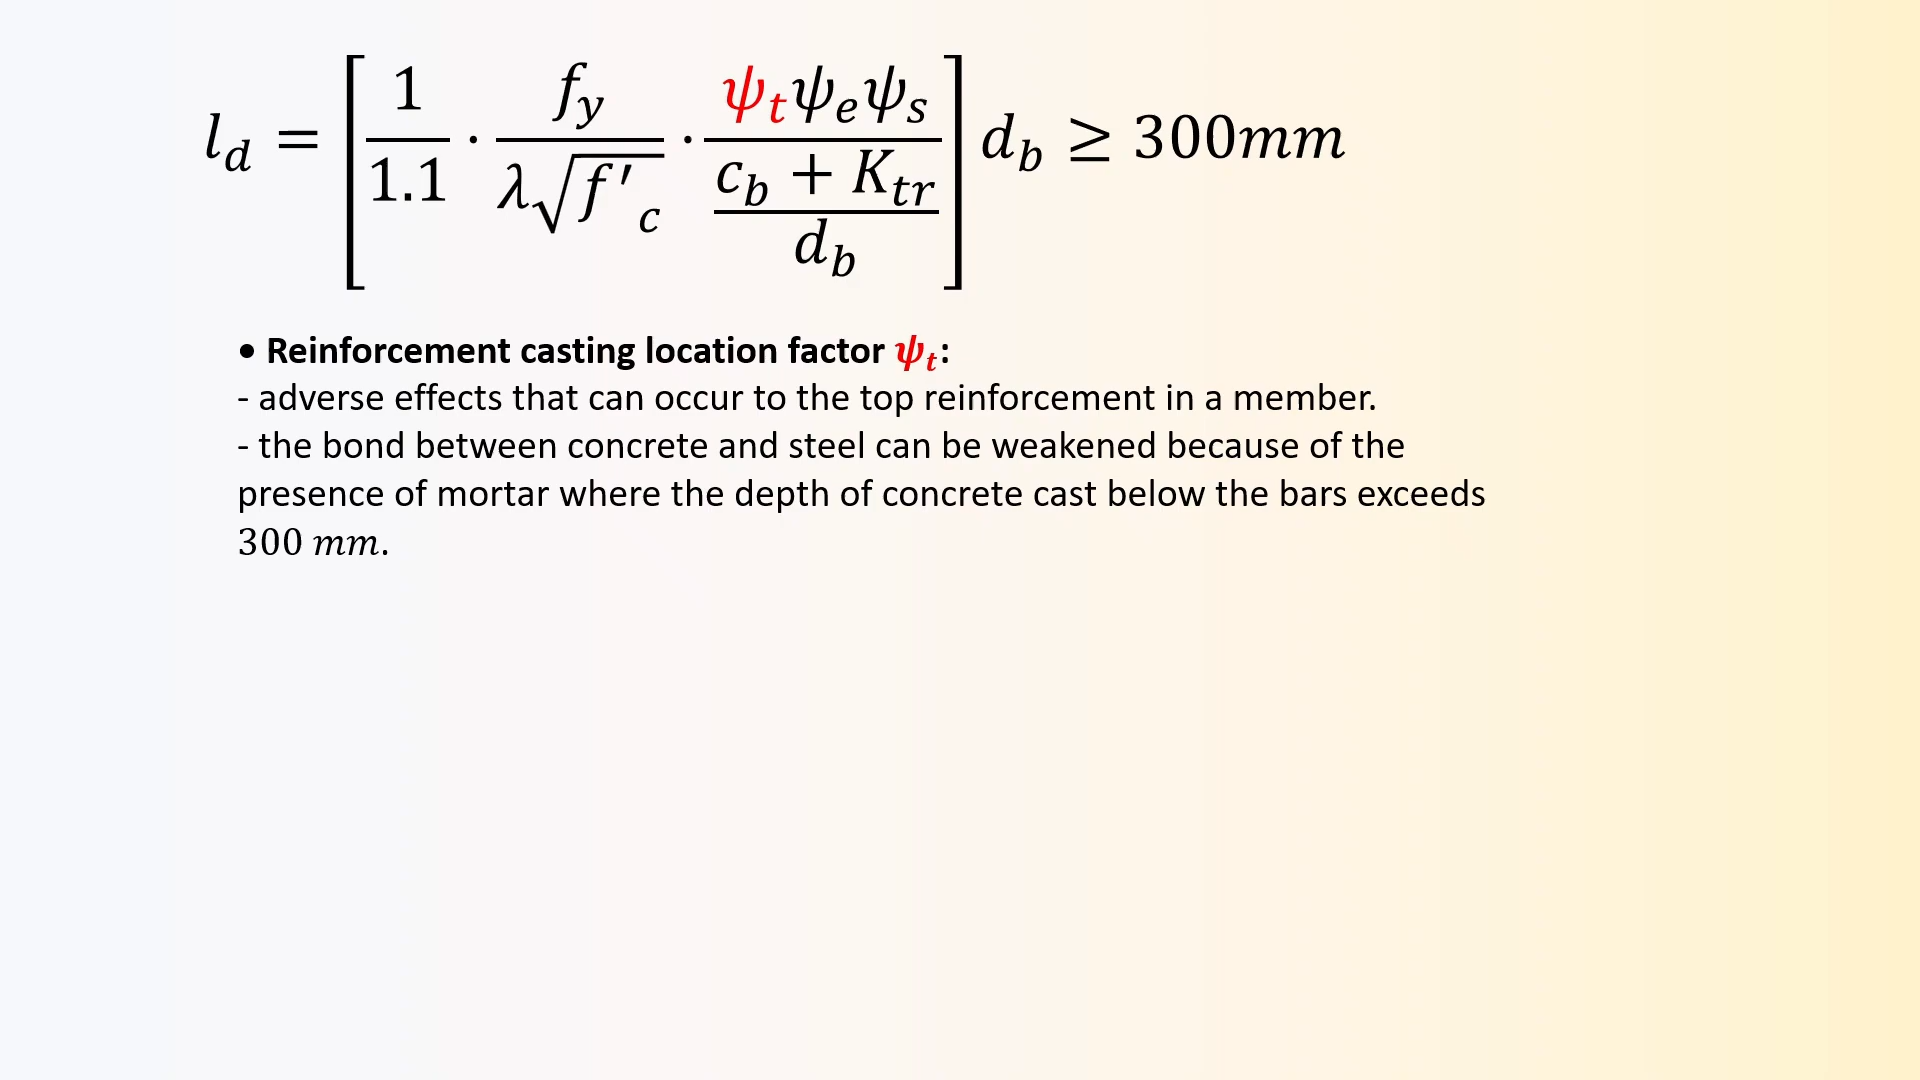 l_d = [1/1.1 · f_y/(λ√f'_c) · ψ_tψ_eψ_s/((c_b + K_tr)/d_b)] d_b ≥ 300mm
• Reinforcement casting location factor ψ_t:
- adverse effects that can occur to the top reinforcement in a member.
- the bond between concrete and steel can be weakened because of the
presence of mortar where the depth of concrete cast below the bars exceeds
300 mm.